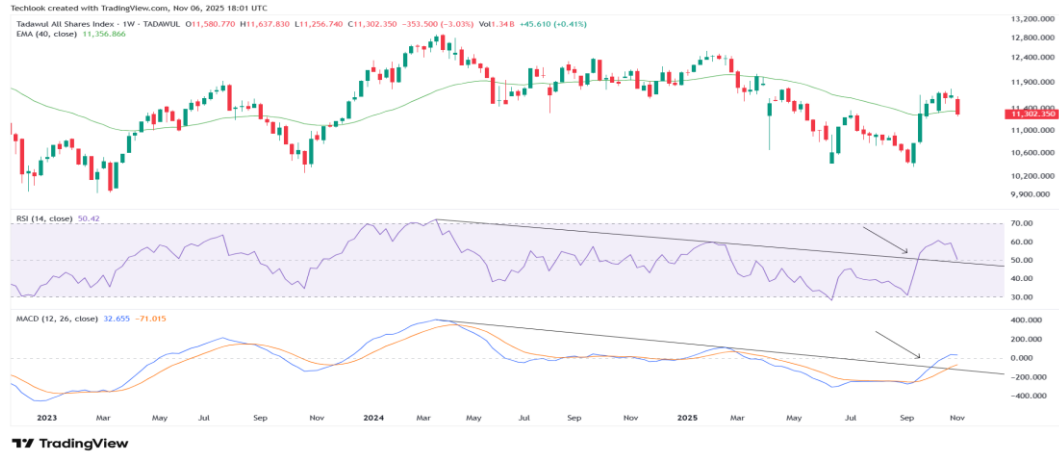 Techlook created with TradingView.com, Nov 06, 2025 18:01 UTC
Tadawul All Shares Index · 1W · TADAWUL O11,580.770 H11,637.830 L11,256.740 C11,302.350 −353.500 (−3.03%) Vol1.34B +45.610 (+0.41%)
EMA (40, close) 11,356.866
13,200.000
12,800.000
12,400.000
11,900.000
11,400.000
11,302.350
11,000.000
10,600.000
10,200.000
9,900.000
RSI (14, close) 50.42
70.00
60.00
50.00
40.00
30.00
MACD (12, 26, close) 32.655 −71.015
400.000
200.000
0.000
−200.000
−400.000
2023 Mar May Jul Sep Nov 2024 Mar May Jul Sep Nov 2025 Mar May Jul Sep Nov
TradingView